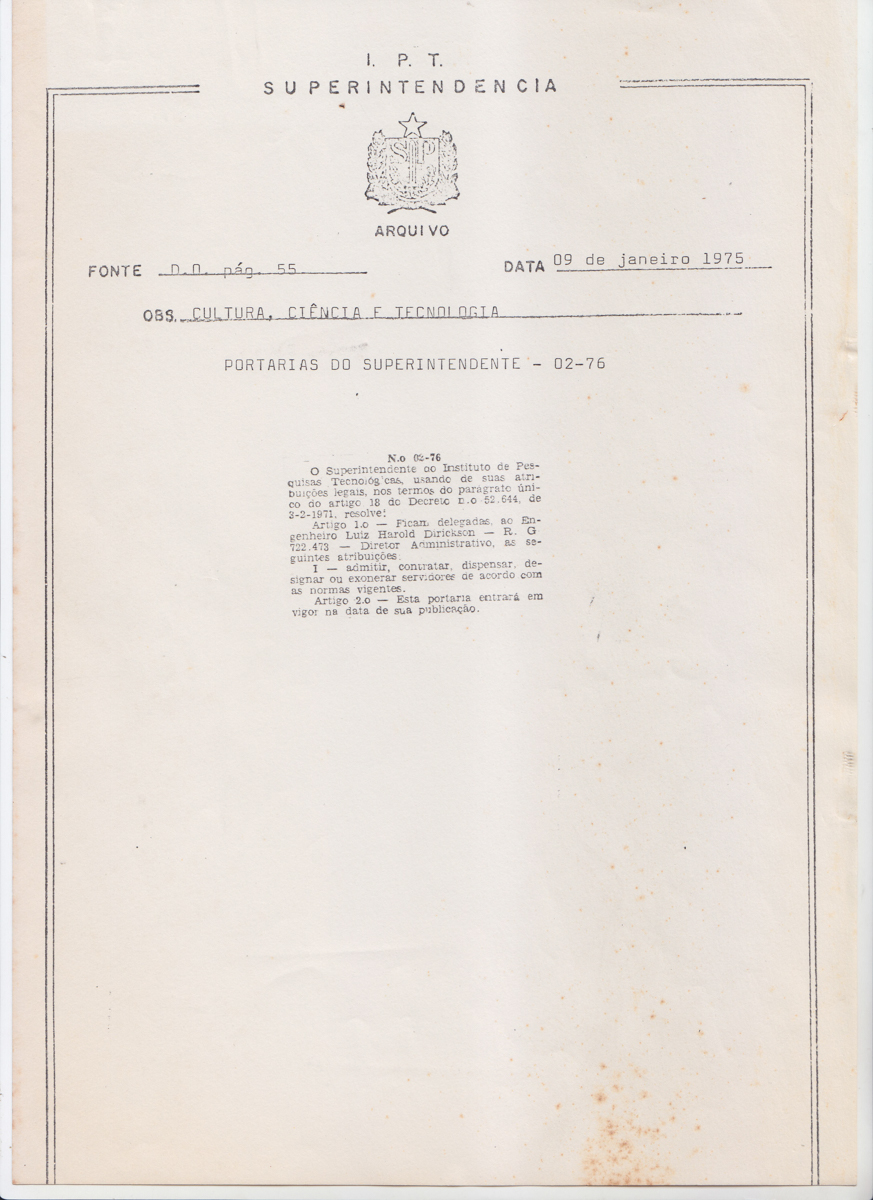 I. P. T.
SUPERINTENDENCIA
SP
ARQUIVO
FONTE D.O. pág. 55 DATA 09 de janeiro 1975
OBS. CULTURA, CIÊNCIA E TECNOLOGIA
PORTARIAS DO SUPERINTENDENTE - 02-76
N.o 02-76
O Superintendente do Instituto de Pes-
quisas Tecnológicas, usando de suas atri-
buições legais, nos termos do parágrafo úni-
co do artigo 18 do Decreto n.o 52.644, de
3-2-1971, resolve:
Artigo 1.o — Ficam delegadas, ao En-
genheiro Luiz Harold Dirickson — R. G
722.473 — Diretor Administrativo, as se-
guintes atribuições.
I — admitir, contratar, dispensar, de-
signar ou exonerar servidores de acordo com
as normas vigentes.
Artigo 2.o — Esta portaria entrará em
vigor na data de sua publicação.